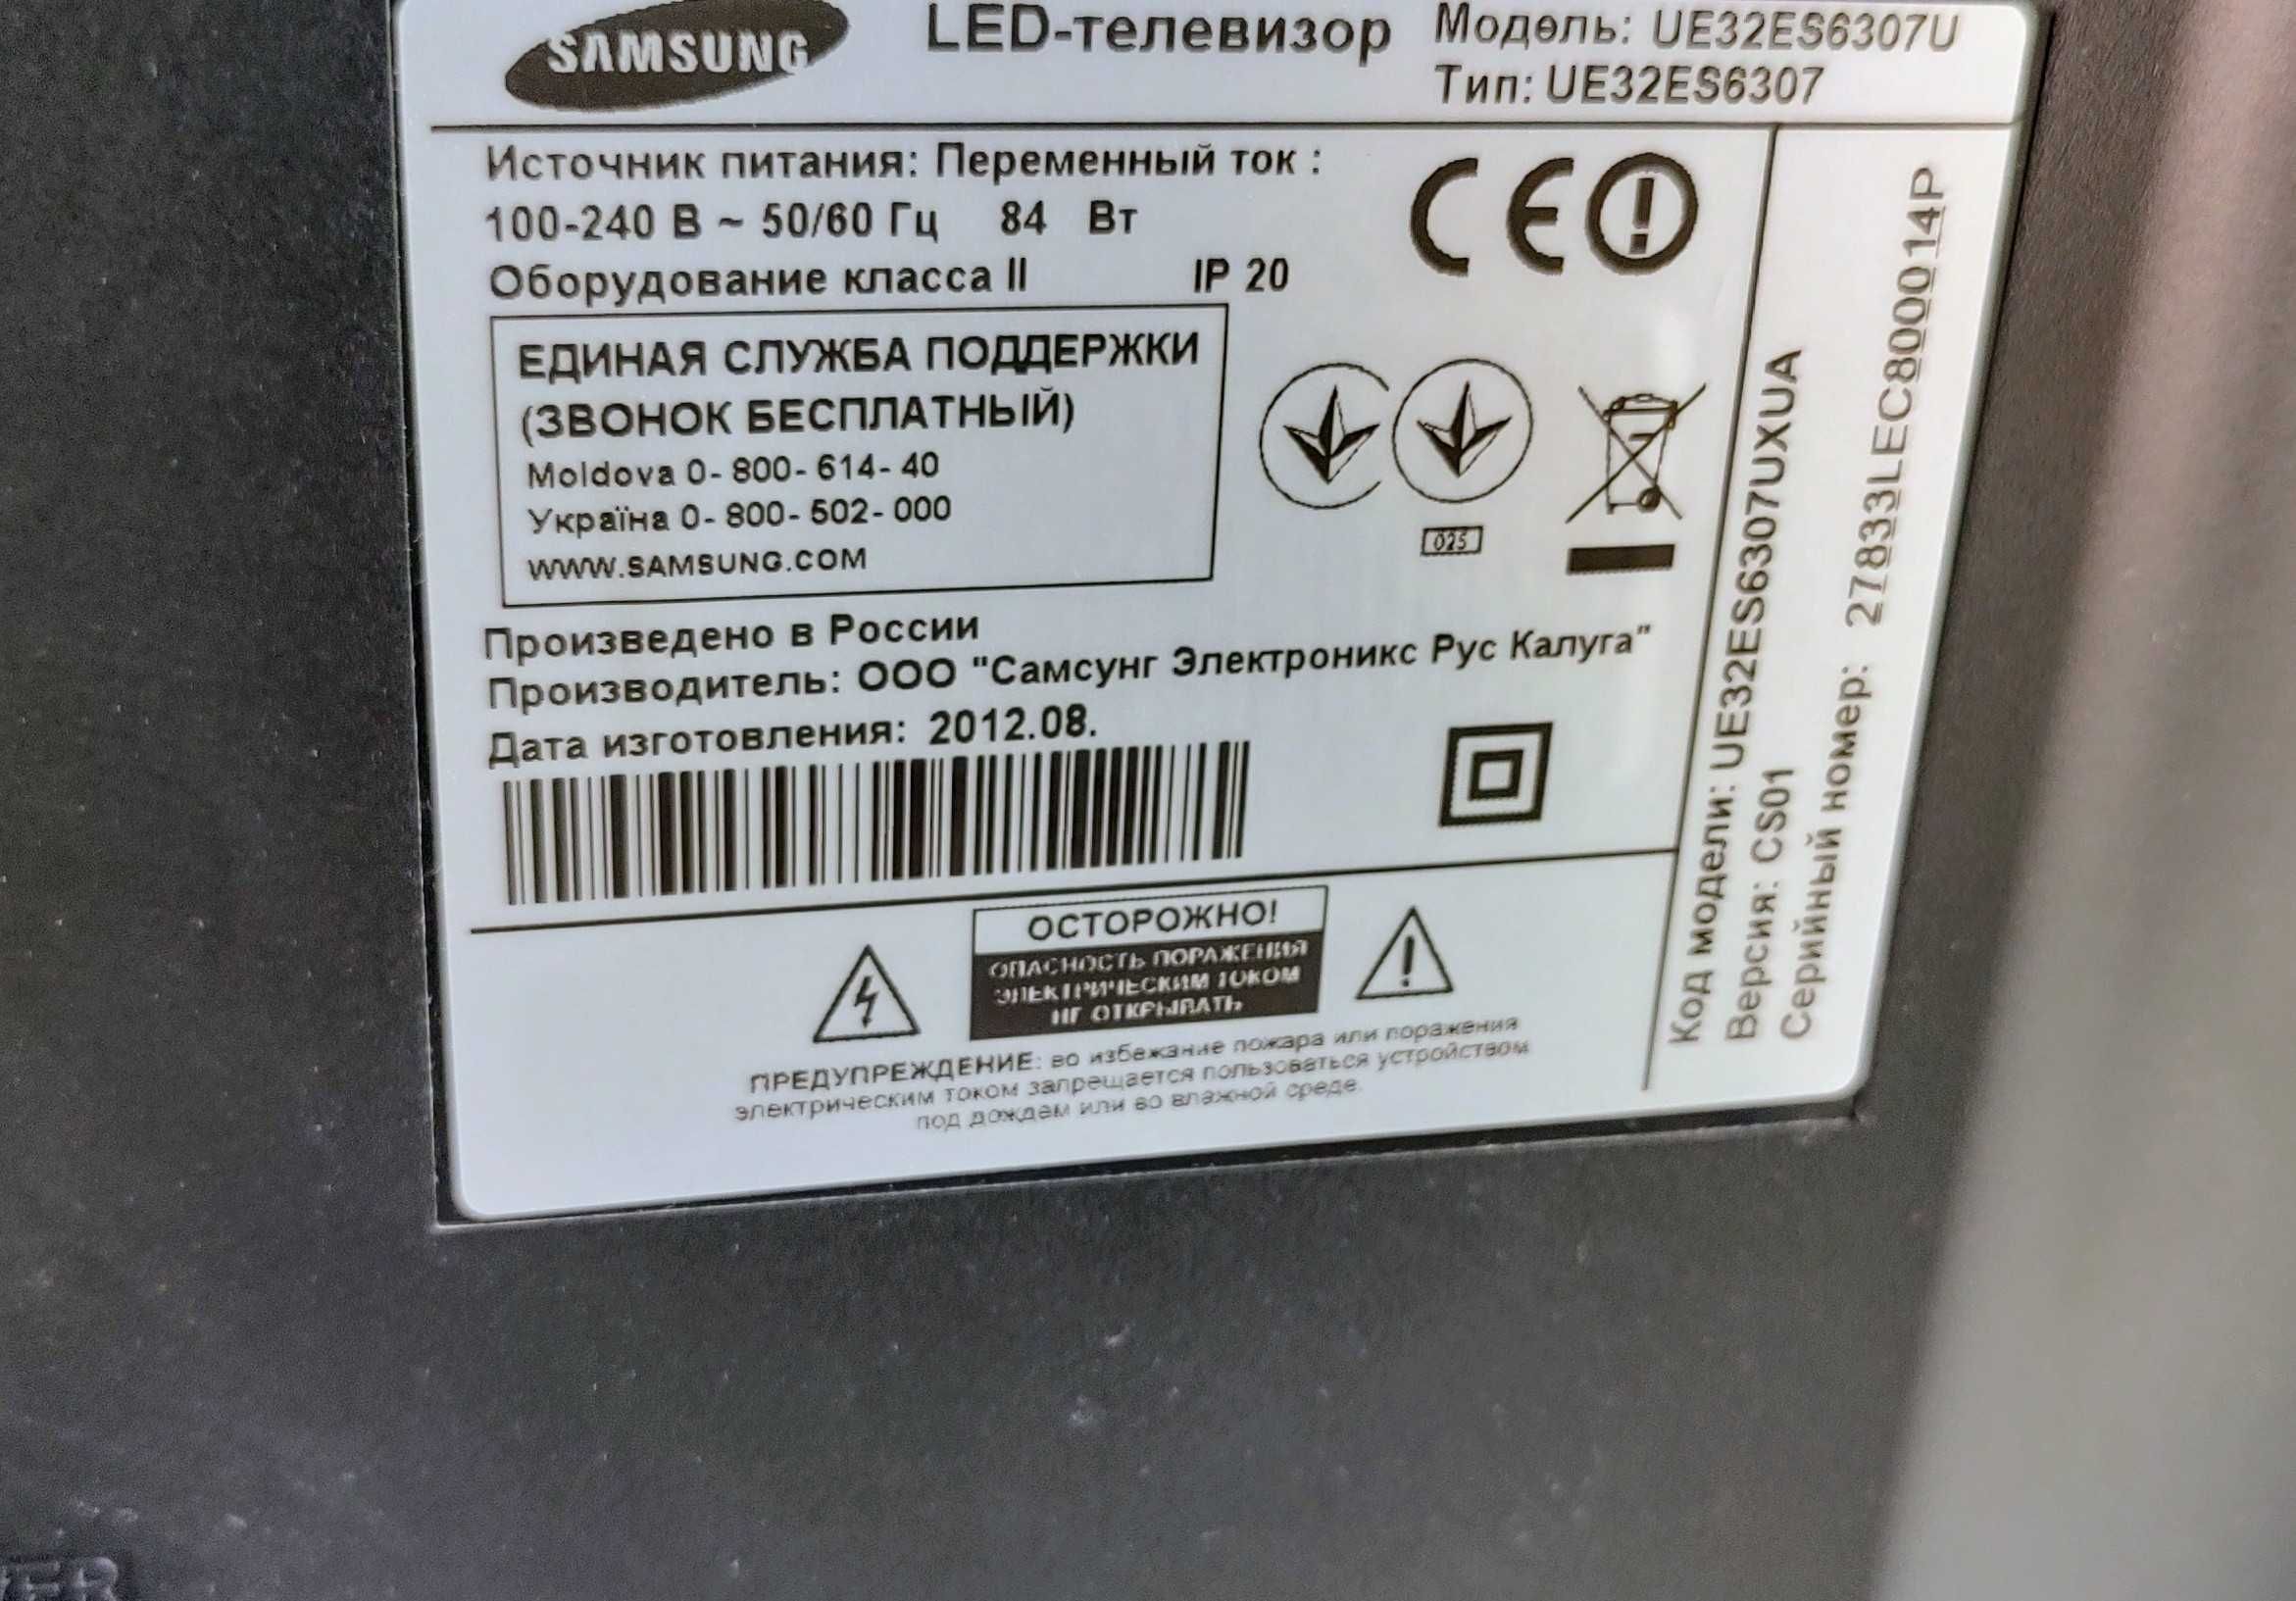 SAMSUNG LED-телевизор Модель: UE32ES6307U
Тип: UE32ES6307
Источник питания: Переменный ток :
100-240 В ~ 50/60 Гц 84 Вт
Оборудование класса II IP 20
ЕДИНАЯ СЛУЖБА ПОДДЕРЖКИ
(ЗВОНОК БЕСПЛАТНЫЙ)
Moldova 0-800-614-40
Україна 0-800-502-000
WWW.SAMSUNG.COM
025
Произведено в России
Производитель: ООО "Самсунг Электроникс Рус Калуга"
Дата изготовления: 2012.08.
ОСТОРОЖНО!
ОПАСНОСТЬ ПОРАЖЕНИЯ
ЭЛЕКТРИЧЕСКИМ ТОКОМ
НЕ ОТКРЫВАТЬ
ПРЕДУПРЕЖДЕНИЕ: во избежание пожара или поражения
электрическим током запрещается пользоваться устройством
под дождем или во влажной среде.
Код модели: UE32ES6307UXUA
Версия: CS01
Серийный номер: 27833LEC800014P